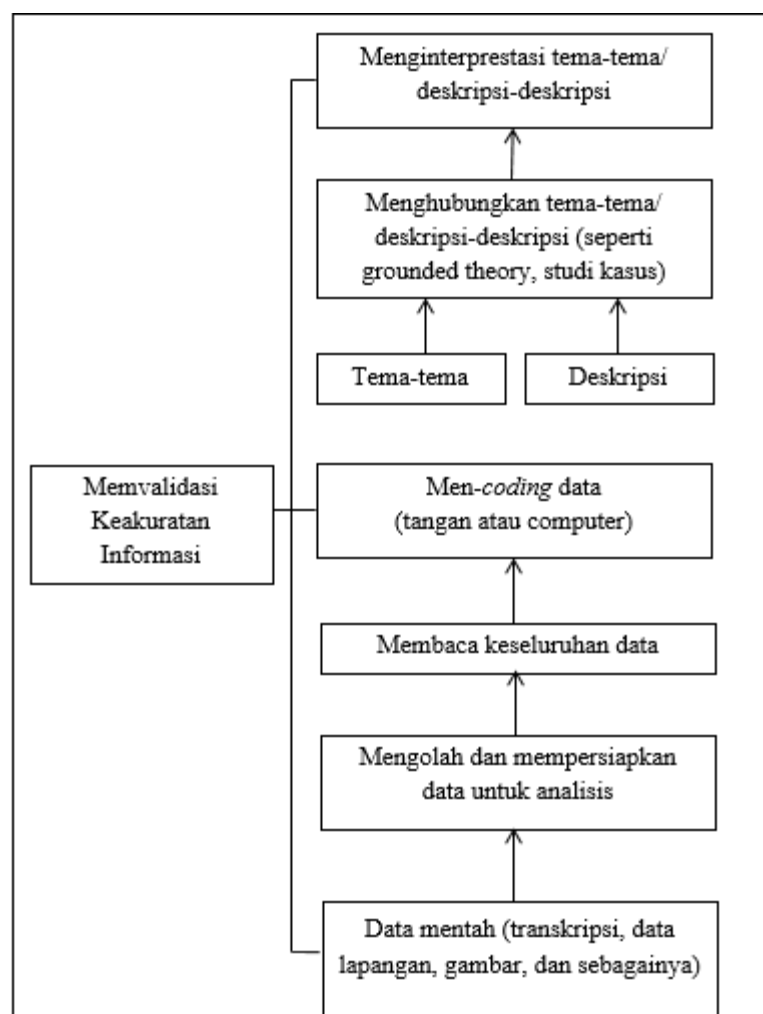 Menginterprestasi tema-tema/
deskripsi-deskripsi
Menghubungkan tema-tema/
deskripsi-deskripsi (seperti
grounded theory, studi kasus)
Tema-tema
Deskripsi
Memvalidasi
Keakuratan
Informasi
Men-coding data
(tangan atau computer)
Membaca keseluruhan data
Mengolah dan mempersiapkan
data untuk analisis
Data mentah (transkripsi, data
lapangan, gambar, dan sebagainya)